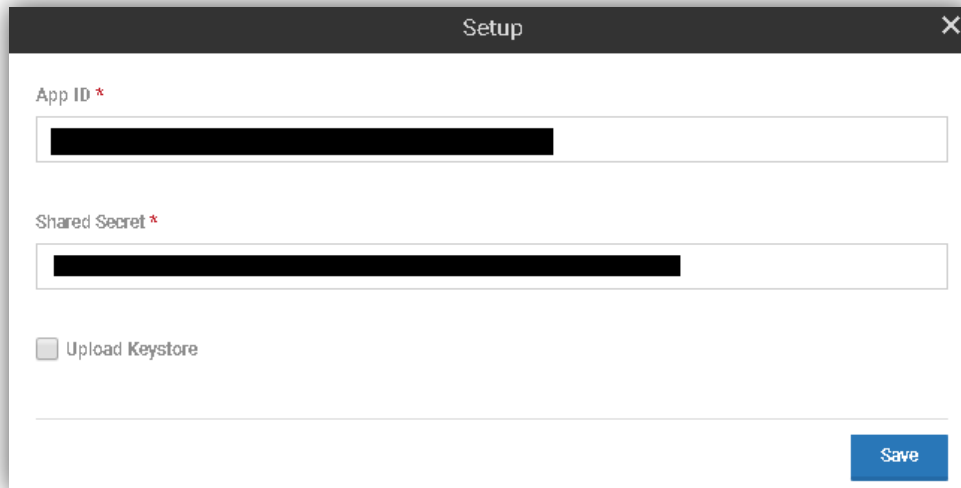 Setup
App ID *
Shared Secret *
Upload Keystore
Save